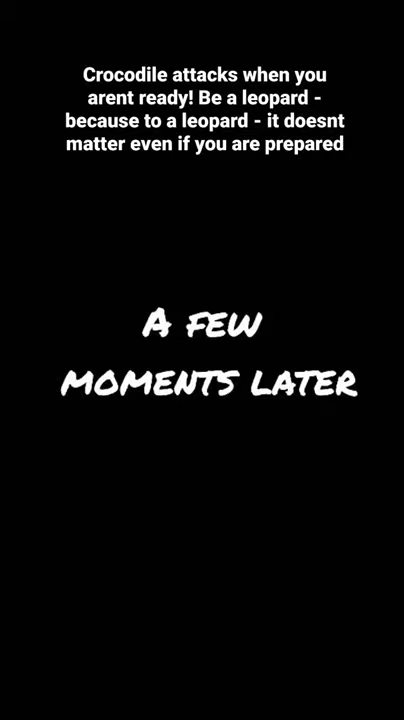 Crocodile attacks when you
arent ready! Be a leopard -
because to a leopard - it doesnt
matter even if you are prepared
A FEW
MOMENTS LATER